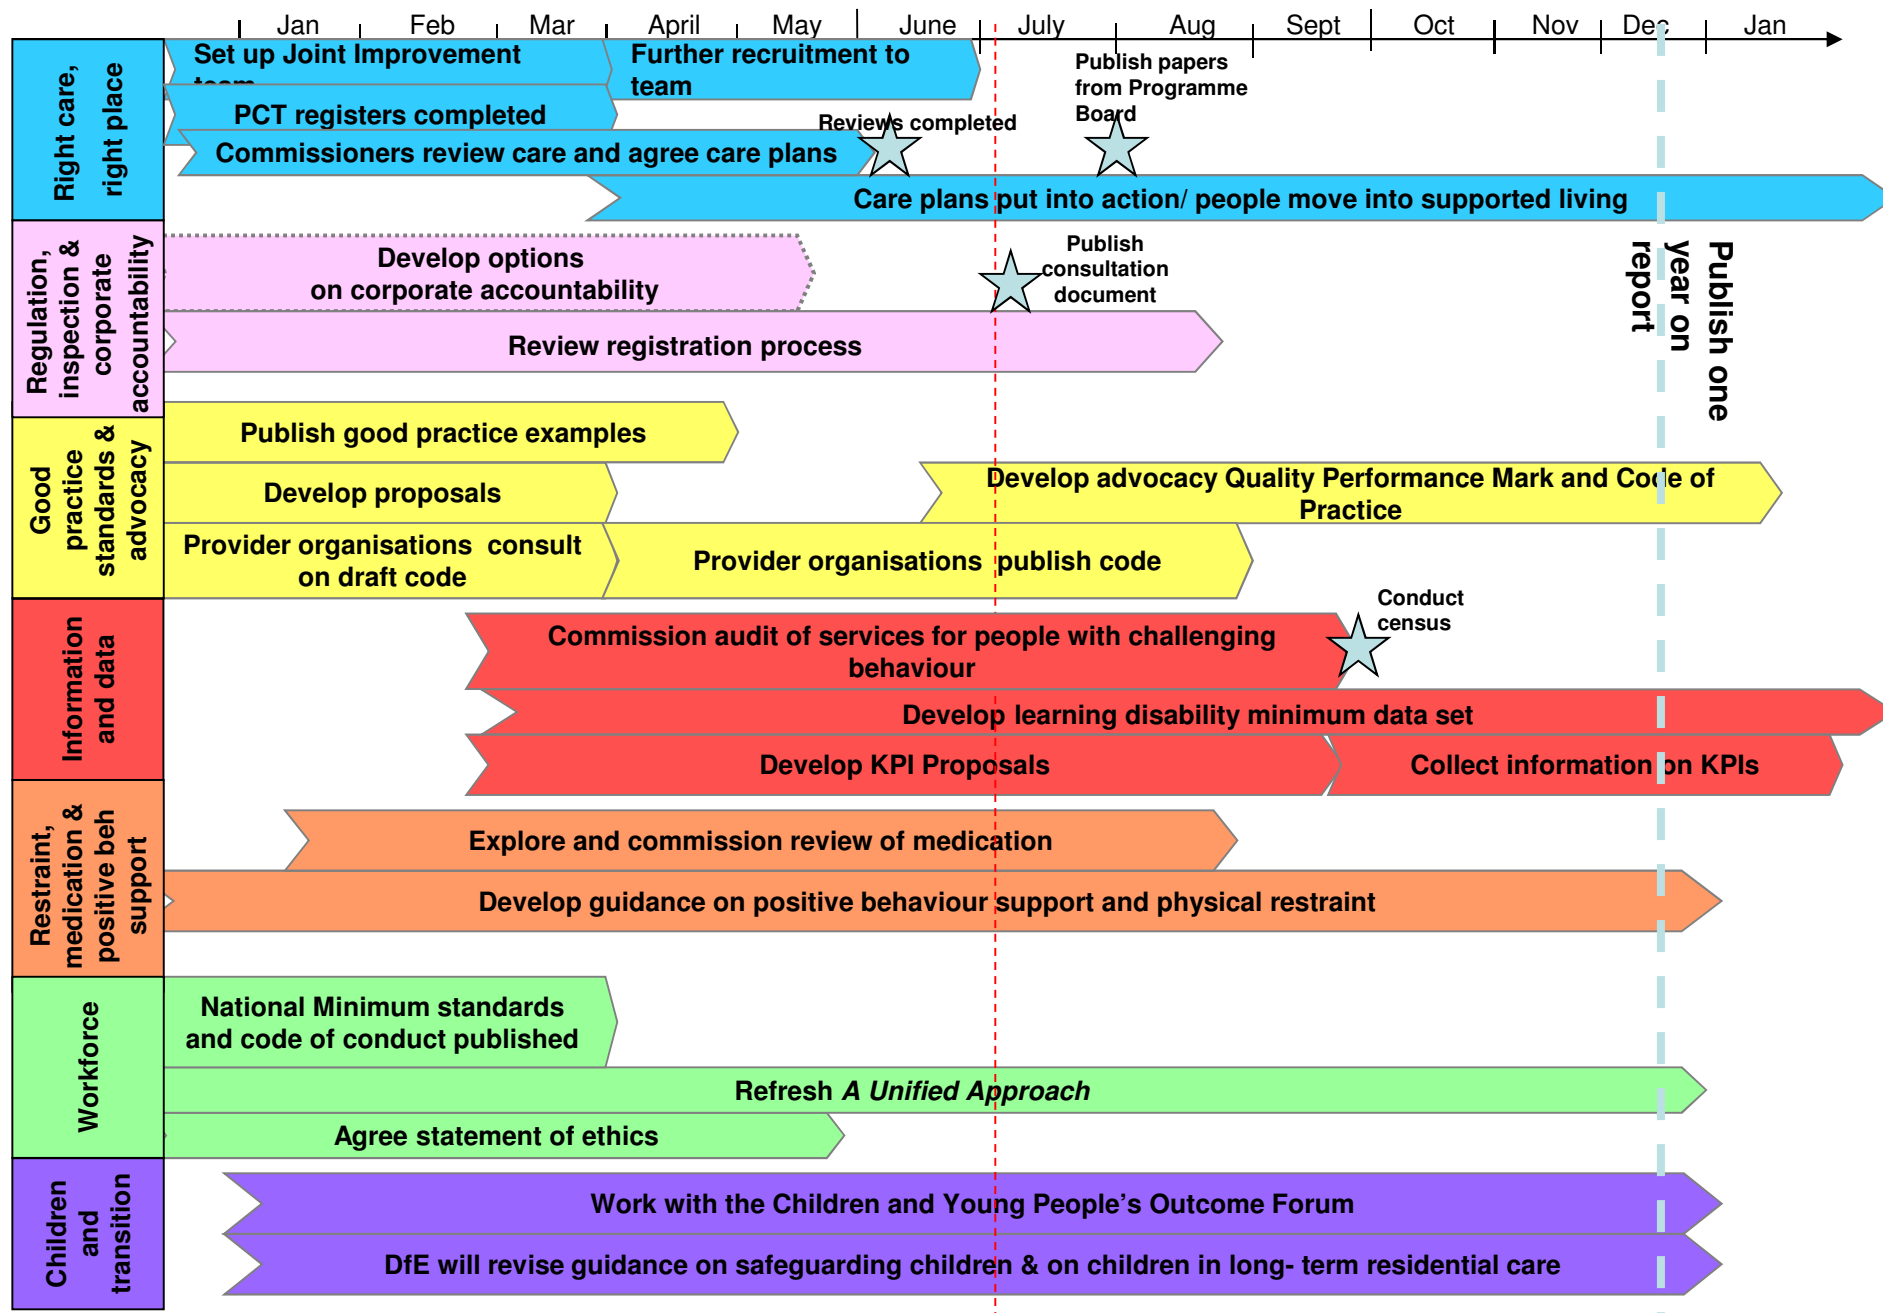 Jan Feb Mar April May June July Aug Sept Oct Nov Dec Jan
Right care,
right place
Set up Joint Improvement
team
Further recruitment to
team
PCT registers completed
Commissioners review care and agree care plans
Reviews completed
Publish papers
from Programme
Board
Care plans put into action/ people move into supported living
Regulation,
inspection &
corporate
accountability
Develop options
on corporate accountability
Publish
consultation
document
Review registration process
Publish one
year on
report
Good
practice
standards &
advocacy
Publish good practice examples
Develop proposals
Develop advocacy Quality Performance Mark and Code of
Practice
Provider organisations consult
on draft code
Provider organisations publish code
Information
and data
Commission audit of services for people with challenging
behaviour
Conduct
census
Develop learning disability minimum data set
Develop KPI Proposals
Collect information on KPIs
Restraint,
medication &
positive beh
support
Explore and commission review of medication
Develop guidance on positive behaviour support and physical restraint
Workforce
National Minimum standards
and code of conduct published
Refresh A Unified Approach
Agree statement of ethics
Children
and
transition
Work with the Children and Young People’s Outcome Forum
DfE will revise guidance on safeguarding children & on children in long- term residential care